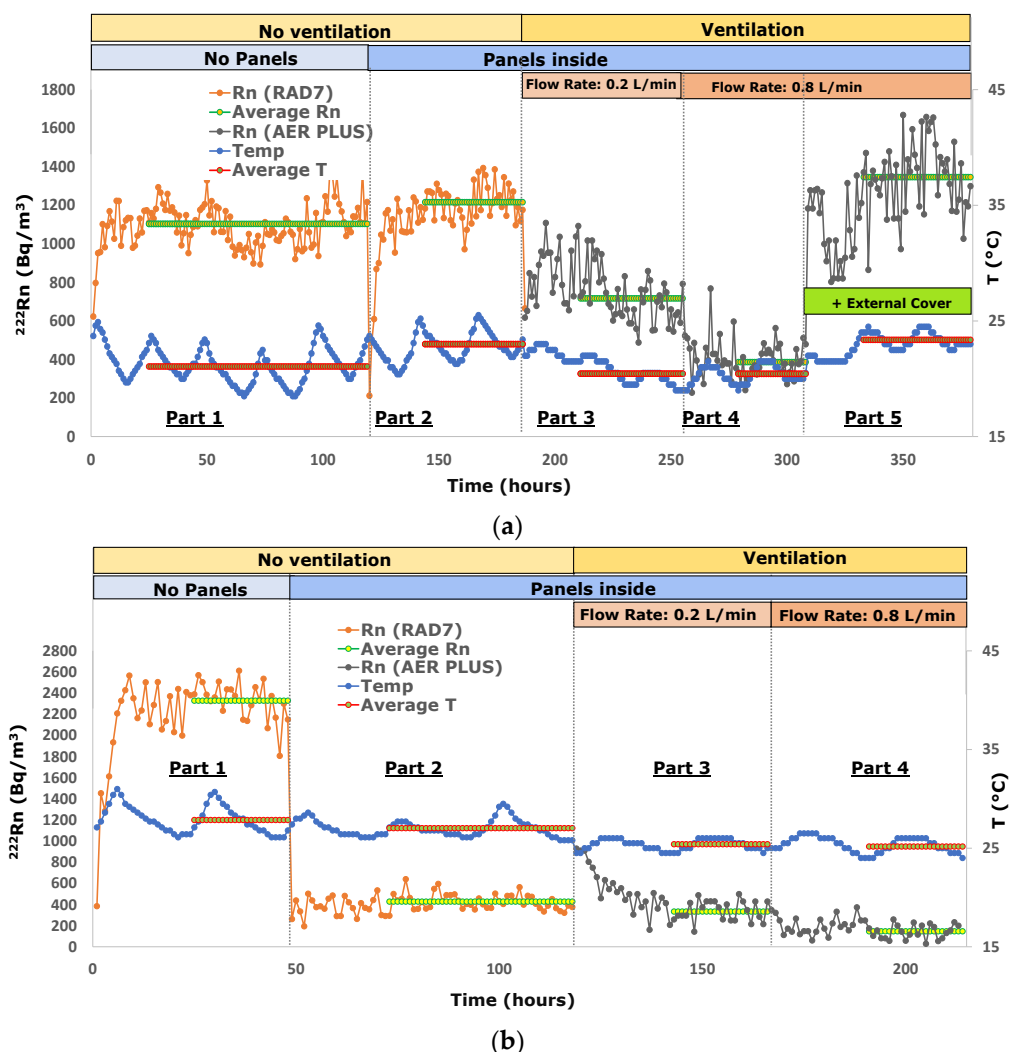 No ventilation Ventilation
No Panels Panels inside
Flow Rate: 0.2 L/min Flow Rate: 0.8 L/min
1800 45
Rn (RAD7)
1600
Average Rn
1400
Rn (AER PLUS)
Temp
1200 35
Average T
1000
800
600 + External Cover 25
400
200
Part 1 Part 2 Part 3 Part 4 Part 5
0 15
²²²Rn (Bq/m³)
T (°C)
0 50 100 150 200 250 300 350
Time (hours)
(a)
No ventilation Ventilation
No Panels Panels inside
Flow Rate: 0.2 L/min Flow Rate: 0.8 L/min
Rn (RAD7)
2800 45
Average Rn
2600
Rn (AER PLUS)
2400
Temp
2200
Average T
2000
1800 35
Part 1 Part 2 Part 3 Part 4
1600
1400
1200
1000 25
800
600
400
200
0 15
²²²Rn (Bq/m³)
T (°C)
0 50 100 150 200
Time (hours)
(b)